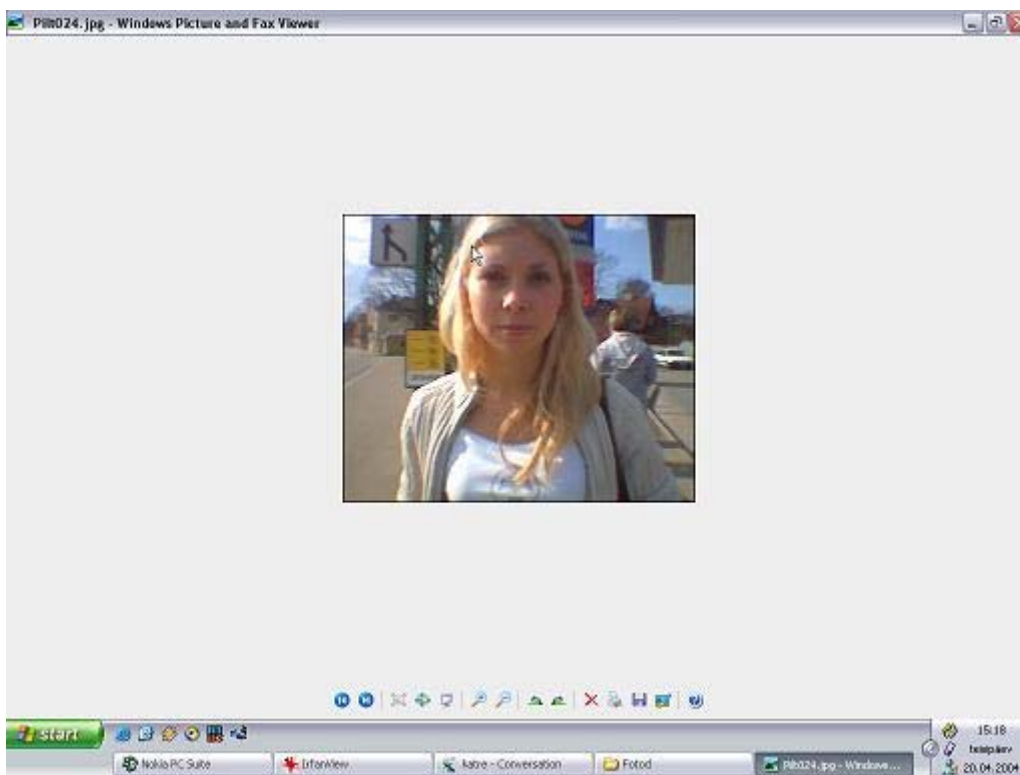 Pilt024.jpg - Windows Picture and Fax Viewer
start
15:18
teisipäev
20.04.2004
Nokia PC Suite
IrfanView
katre - Conversation
Fotod
Pilt024.jpg - Windows...